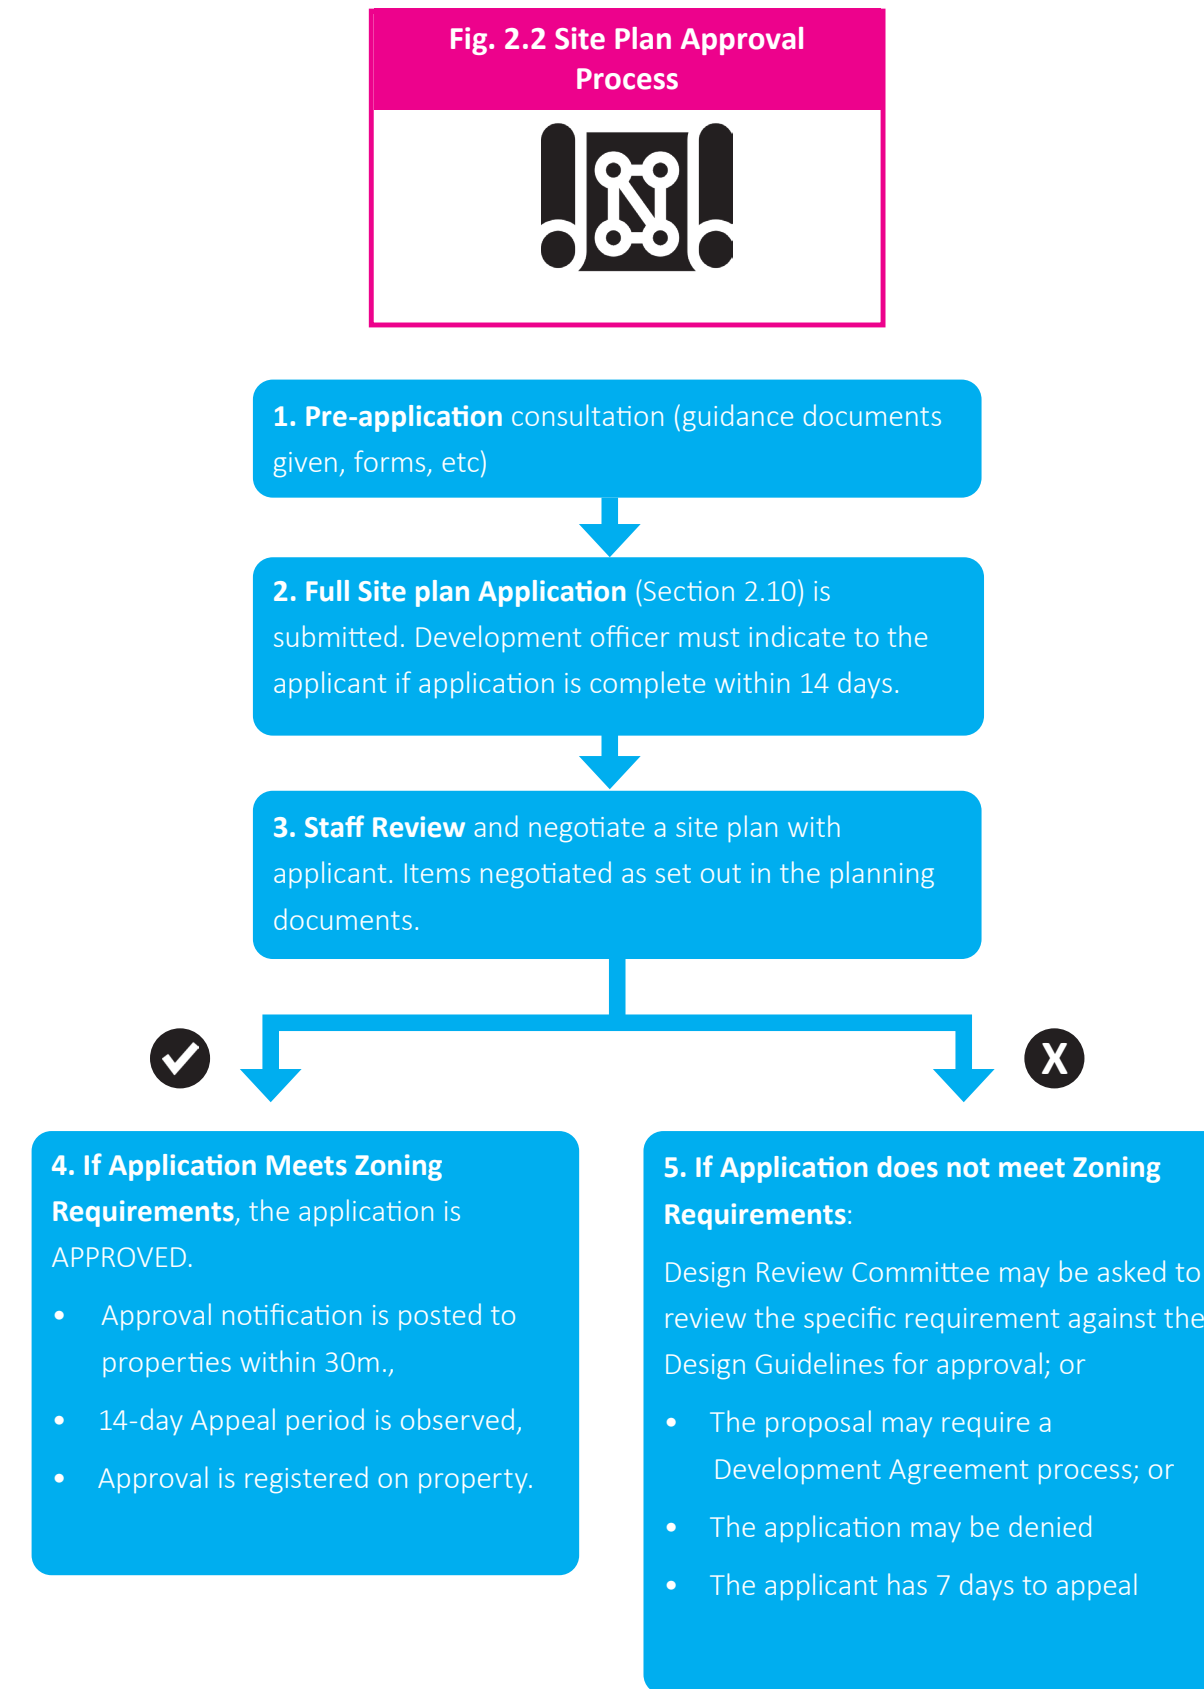 Fig. 2.2 Site Plan Approval
Process
1. Pre-application consultation (guidance documents
given, forms, etc)
2. Full Site plan Application (Section 2.10) is
submitted. Development officer must indicate to the
applicant if application is complete within 14 days.
3. Staff Review and negotiate a site plan with
applicant. Items negotiated as set out in the planning
documents.
X
4. If Application Meets Zoning
Requirements, the application is
APPROVED.
• Approval notification is posted to
properties within 30m.,
• 14-day Appeal period is observed,
• Approval is registered on property.
5. If Application does not meet Zoning
Requirements:
Design Review Committee may be asked to
review the specific requirement against the
Design Guidelines for approval; or
• The proposal may require a
Development Agreement process; or
• The application may be denied
• The applicant has 7 days to appeal